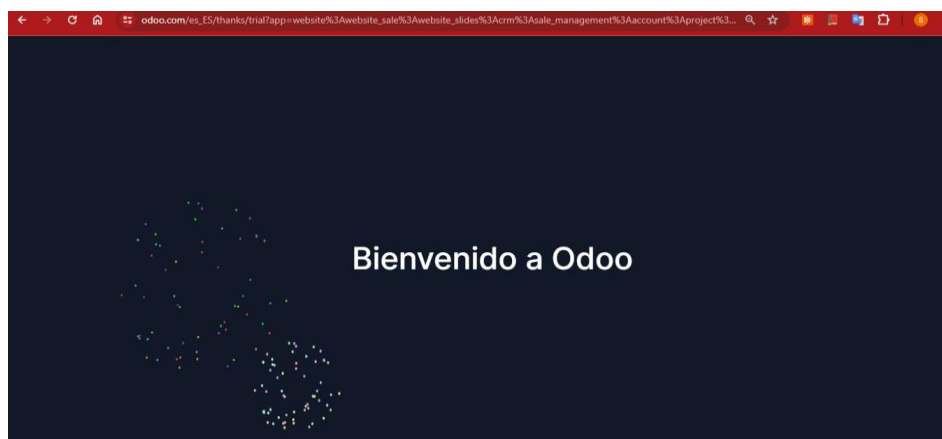 odoo.com/es_ES/thanks/trial?app=website%3Awebsite_sale%3Awebsite_slides%3Acrm%3Asale_management%3Aaccount%3Aproject%3...
Bienvenido a Odoo